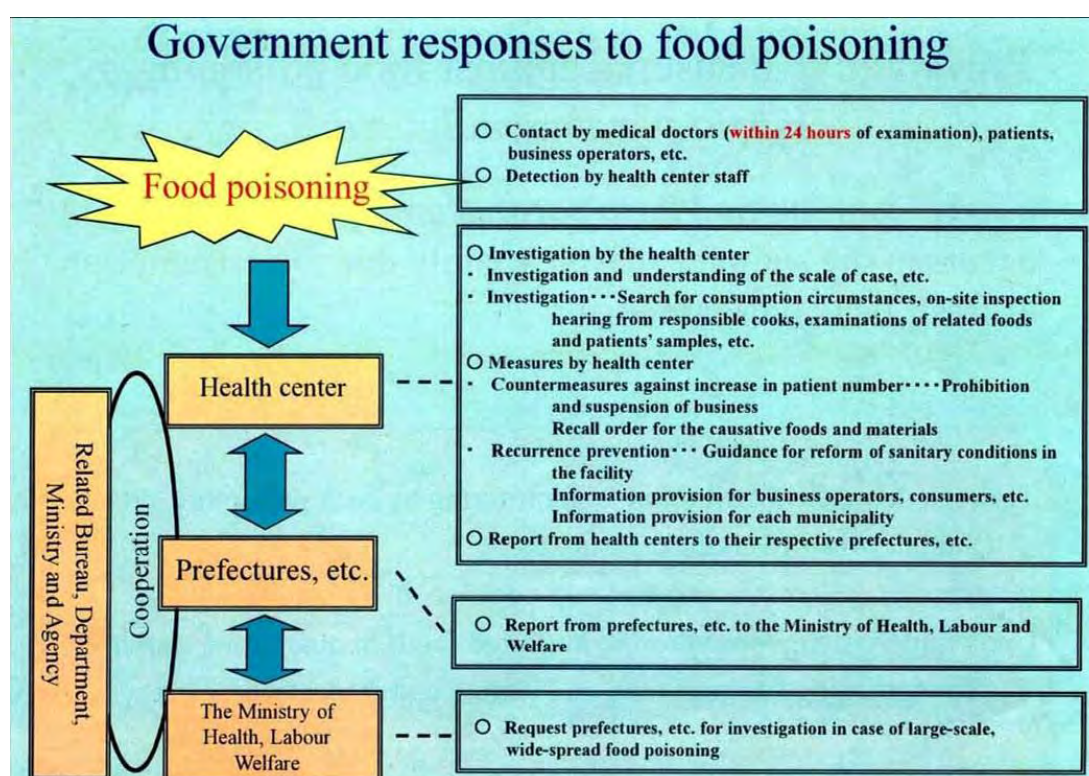 Government responses to food poisoning
Food poisoning
○ Contact by medical doctors (within 24 hours of examination), patients,
business operators, etc.
○ Detection by health center staff
○ Investigation by the health center
・ Investigation and understanding of the scale of case, etc.
・ Investigation・・・Search for consumption circumstances, on-site inspection
hearing from responsible cooks, examinations of related foods
and patients' samples, etc.
○ Measures by health center
・ Countermeasures against increase in patient number・・・・Prohibition
and suspension of business
Recall order for the causative foods and materials
・ Recurrence prevention・・・ Guidance for reform of sanitary conditions in
the facility
Information provision for business operators, consumers, etc.
Information provision for each municipality
○ Report from health centers to their respective prefectures, etc.
Health center
Related Bureau, Department,
Ministry and Agency
Cooperation
Prefectures, etc.
○ Report from prefectures, etc. to the Ministry of Health, Labour and
Welfare
The Ministry of
Health, Labour
Welfare
○ Request prefectures, etc. for investigation in case of large-scale,
wide-spread food poisoning